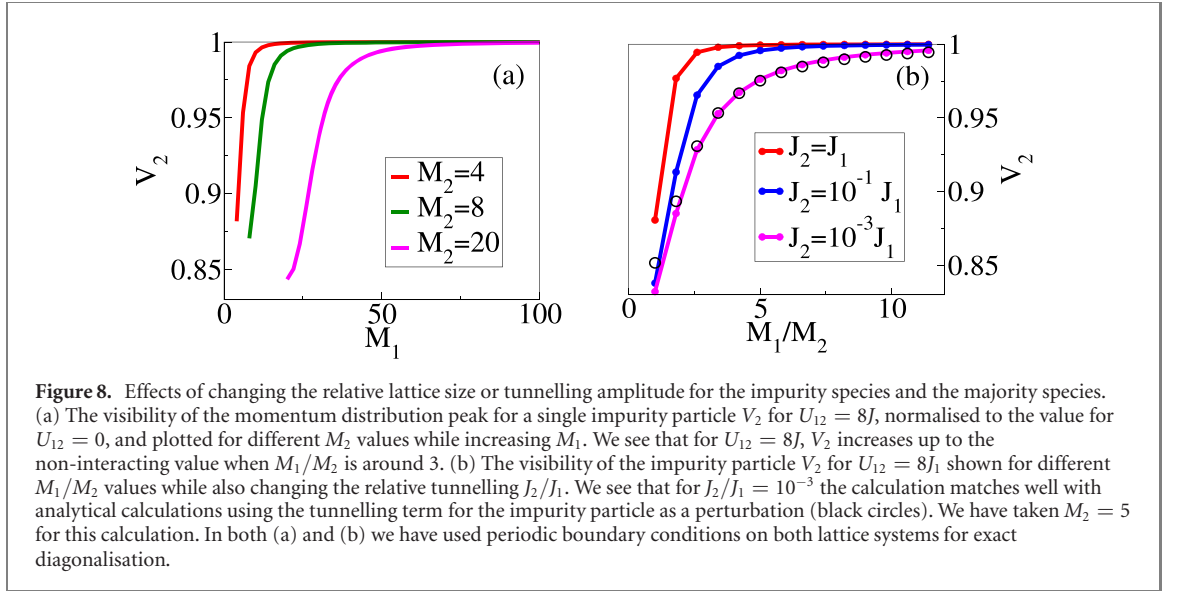 1
0.95
0.9
0.85
V₂
0
50
100
M₁
(a)
M₂=4
M₂=8
M₂=20
1
0.95
0.9
0.85
V₂
0
5
10
M₁/M₂
(b)
J₂=J₁
J₂=10⁻¹ J₁
J₂=10⁻³J₁
Figure 8. Effects of changing the relative lattice size or tunnelling amplitude for the impurity species and the majority species.
(a) The visibility of the momentum distribution peak for a single impurity particle V₂ for U₁₂ = 8J, normalised to the value for
U₁₂ = 0, and plotted for different M₂ values while increasing M₁. We see that for U₁₂ = 8J, V₂ increases up to the
non-interacting value when M₁/M₂ is around 3. (b) The visibility of the impurity particle V₂ for U₁₂ = 8J₁ shown for different
M₁/M₂ values while also changing the relative tunnelling J₂/J₁. We see that for J₂/J₁ = 10⁻³ the calculation matches well with
analytical calculations using the tunnelling term for the impurity particle as a perturbation (black circles). We have taken M₂ = 5
for this calculation. In both (a) and (b) we have used periodic boundary conditions on both lattice systems for exact
diagonalisation.